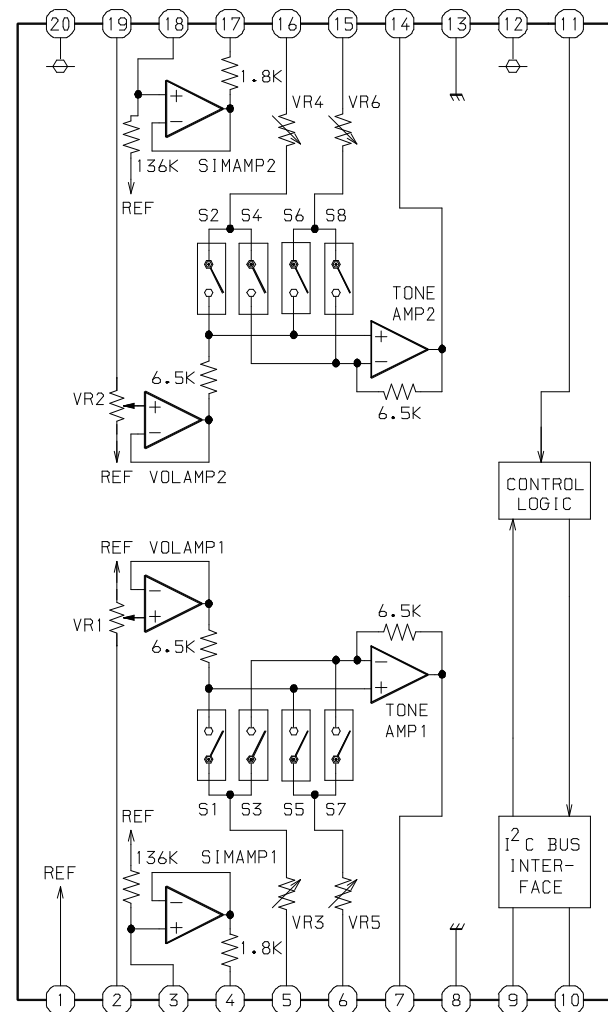 20 19 18 17 16 15 14 13 12 11
1.8K
VR4 VR6
136K SIMAMP2
REF
S2 S4 S6 S8
TONE
AMP2
6.5K
6.5K
VR2
REF VOLAMP2
CONTROL
LOGIC
REF VOLAMP1
VR1
6.5K
6.5K
TONE
AMP1
S1 S3 S5 S7
REF
136K SIMAMP1
I²C BUS
INTER-
FACE
REF
VR3 VR5
1.8K
1 2 3 4 5 6 7 8 9 10